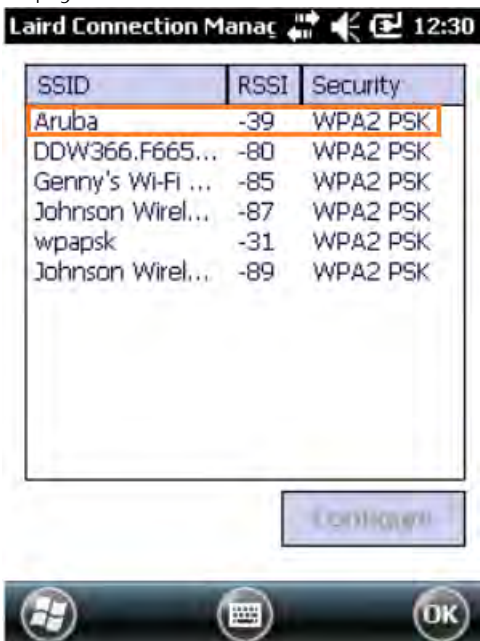 Laird Connection Manag 12:30
SSID RSSI Security
Aruba -39 WPA2 PSK
DDW366.F665... -80 WPA2 PSK
Genny's Wi-Fi ... -85 WPA2 PSK
Johnson Wirel... -87 WPA2 PSK
wpapsk -31 WPA2 PSK
Johnson Wirel... -89 WPA2 PSK
Configure
OK